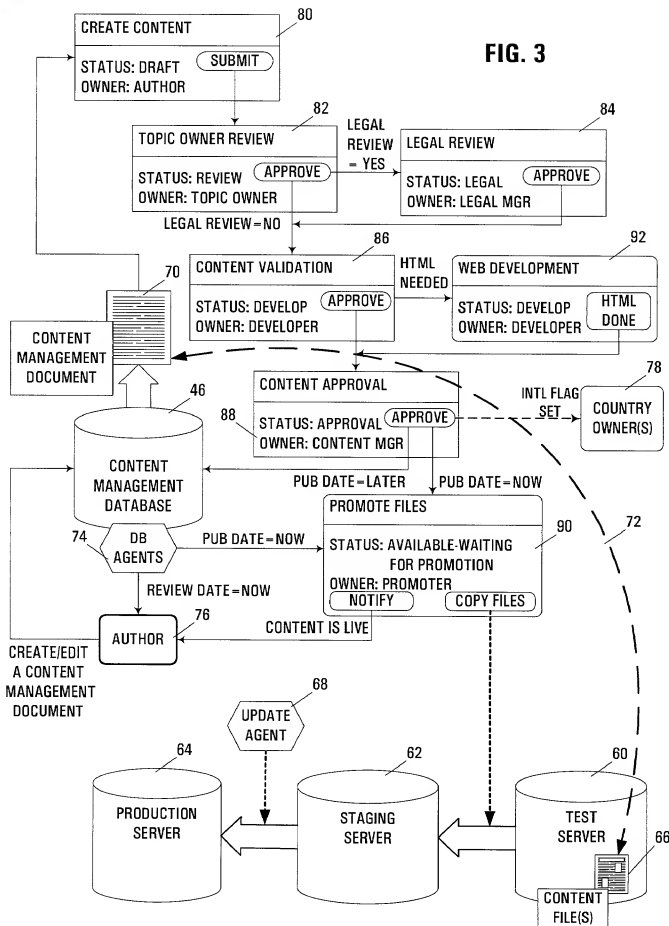 80
CREATE CONTENT
STATUS: DRAFT
OWNER: AUTHOR
SUBMIT
FIG. 3
82
TOPIC OWNER REVIEW
STATUS: REVIEW
OWNER: TOPIC OWNER
APPROVE
LEGAL
REVIEW
= YES
84
LEGAL REVIEW
STATUS: LEGAL
OWNER: LEGAL MGR
APPROVE
LEGAL REVIEW=NO
86
CONTENT VALIDATION
STATUS: DEVELOP
OWNER: DEVELOPER
APPROVE
HTML
NEEDED
92
WEB DEVELOPMENT
STATUS: DEVELOP
OWNER: DEVELOPER
HTML
DONE
70
CONTENT
MANAGEMENT
DOCUMENT
CONTENT APPROVAL
88
STATUS: APPROVAL
OWNER: CONTENT MGR
APPROVE
INTL FLAG
SET
78
COUNTRY
OWNER(S)
46
CONTENT
MANAGEMENT
DATABASE
PUB DATE=LATER
PUB DATE=NOW
74
DB
AGENTS
PUB DATE=NOW
PROMOTE FILES
90
STATUS: AVAILABLE-WAITING
FOR PROMOTION
OWNER: PROMOTER
NOTIFY
COPY FILES
72
REVIEW DATE=NOW
AUTHOR
76
CONTENT IS LIVE
CREATE/EDIT
A CONTENT
MANAGEMENT
DOCUMENT
68
UPDATE
AGENT
64
PRODUCTION
SERVER
62
STAGING
SERVER
60
TEST
SERVER
66
CONTENT
FILE(S)